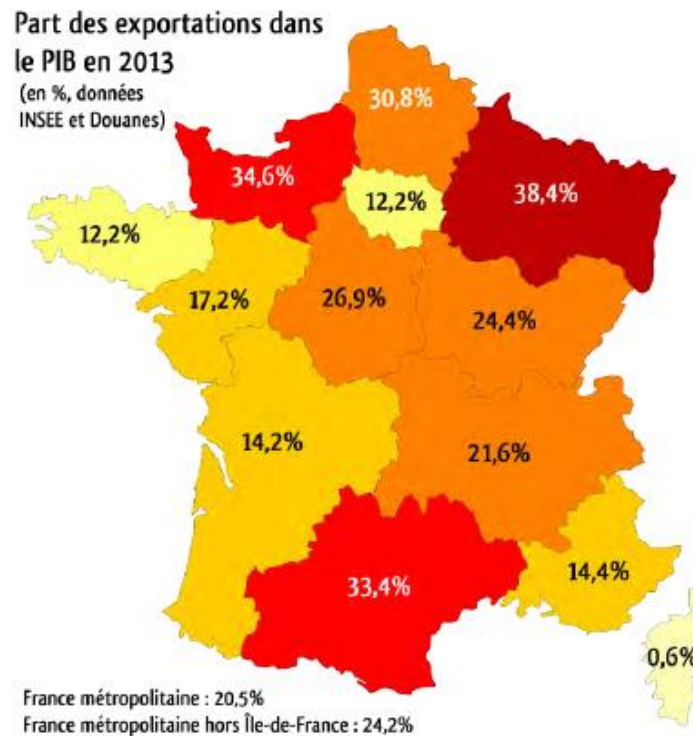 Part des exportations dans
le PIB en 2013
(en %, données
INSEE et Douanes)
30,8%
34,6%
38,4%
12,2%
12,2%
17,2%
26,9%
24,4%
14,2%
21,6%
33,4%
14,4%
0,6%
France métropolitaine : 20,5%
France métropolitaine hors Île-de-France : 24,2%